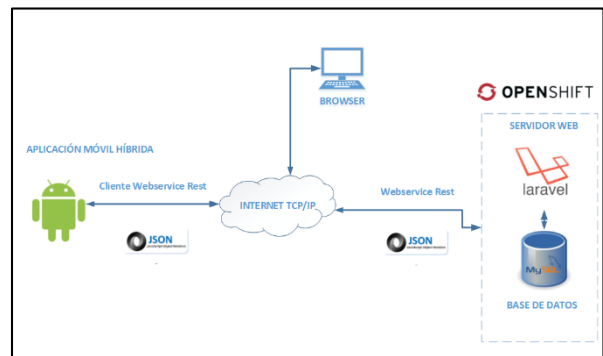 BROWSER
OPENSHIFT
SERVIDOR WEB
APLICACIÓN MÓVIL HÍBRIDA
laravel
Cliente Webservice Rest
INTERNET TCP/IP
Webservice Rest
JSON
JSON
MySQL
BASE DE DATOS